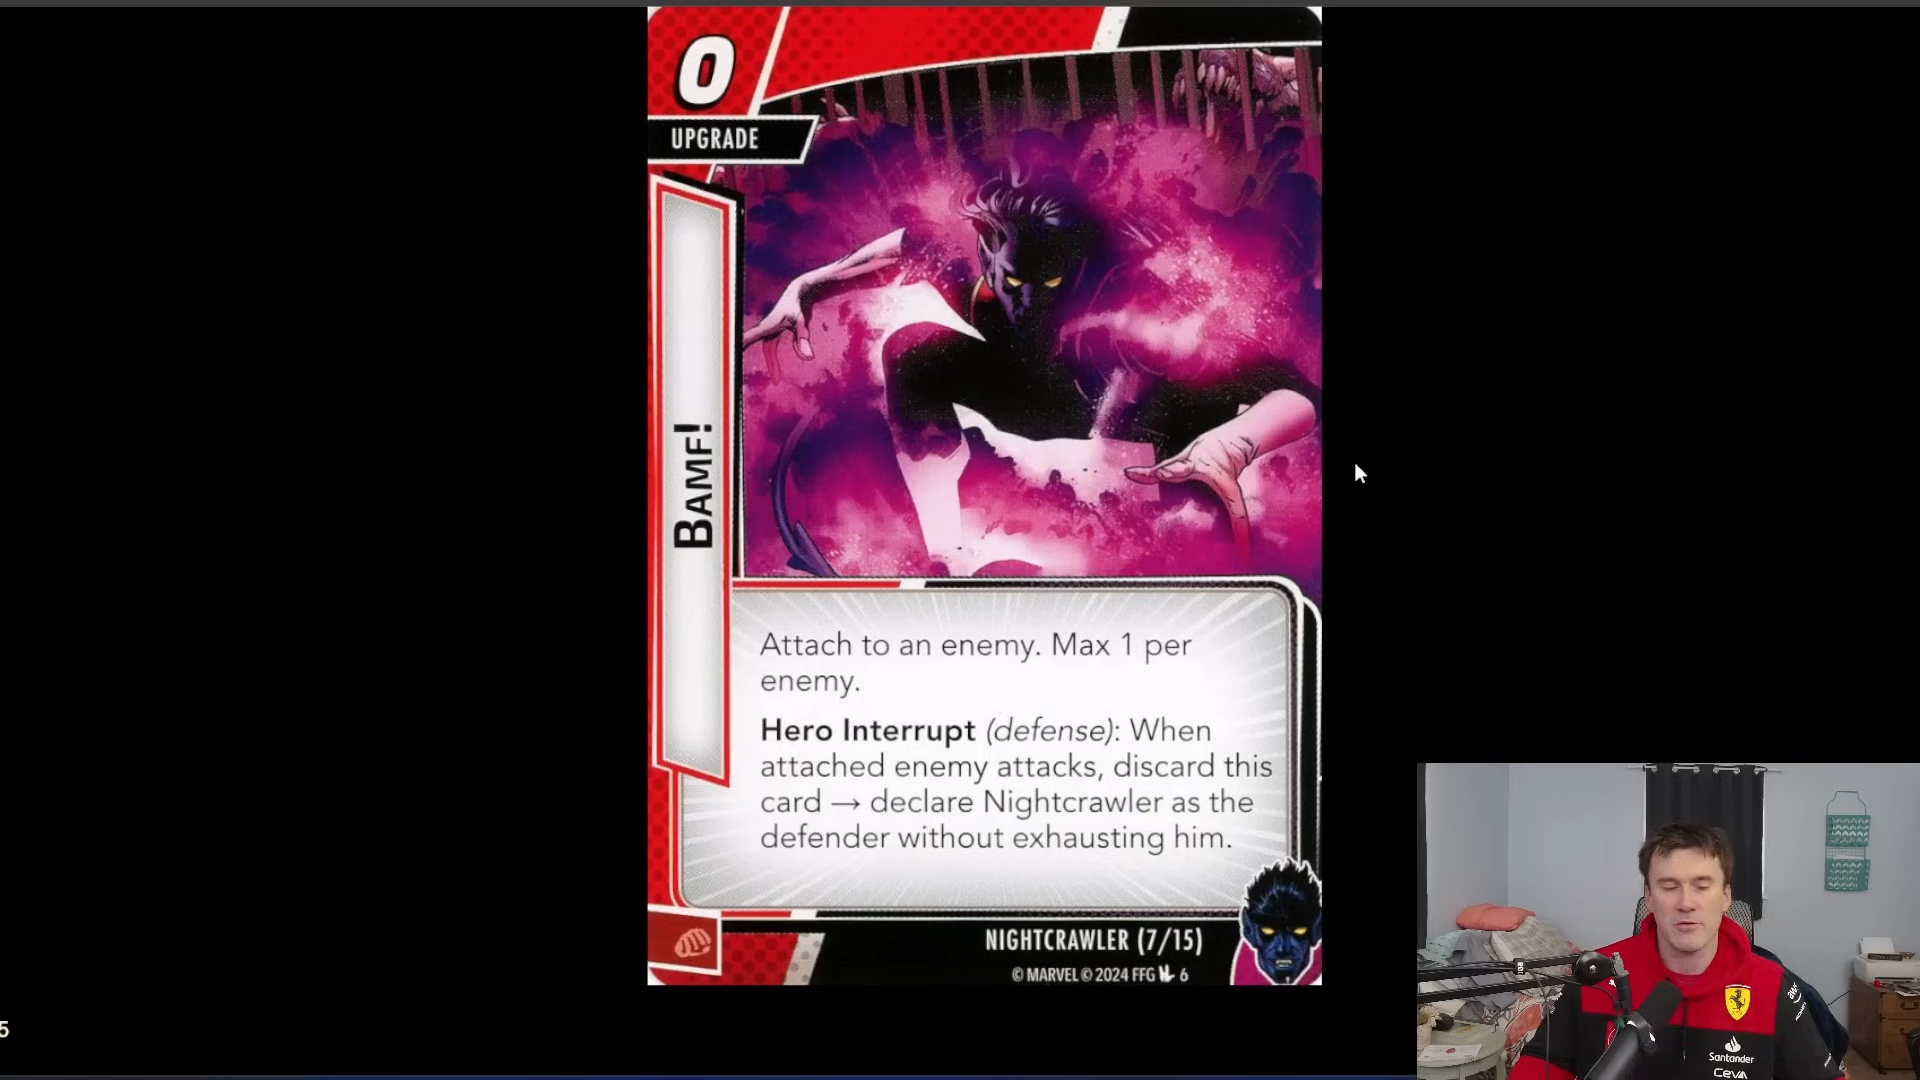 0
UPGRADE
BAMF!
Attach to an enemy. Max 1 per
enemy.
Hero Interrupt (defense): When
attached enemy attacks, discard this
card → declare Nightcrawler as the
defender without exhausting him.
NIGHTCRAWLER (7/15)
© MARVEL © 2024 FFG 6
5
Santander
CEVA